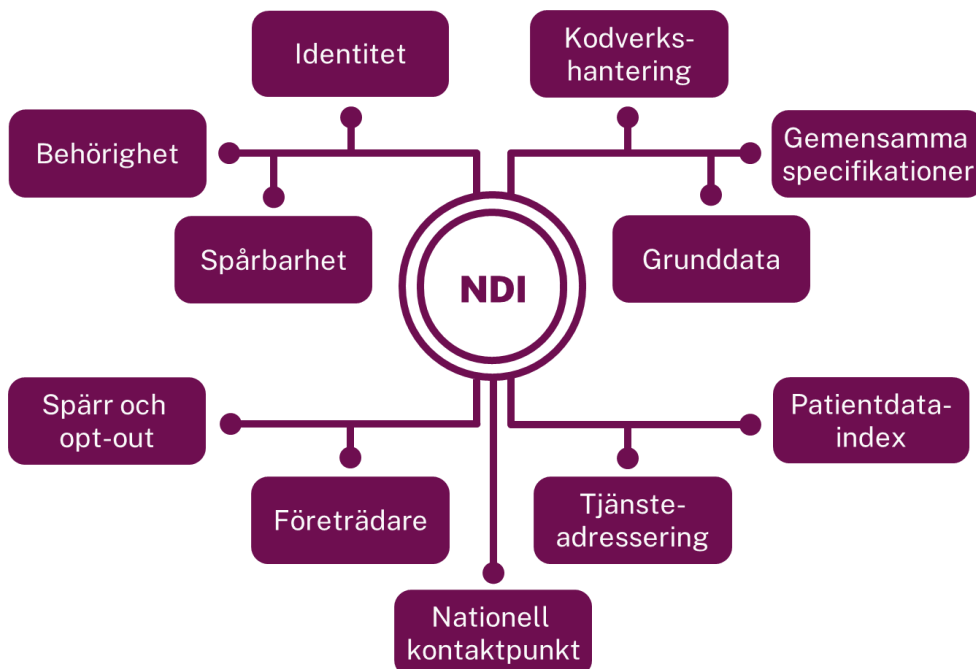 Identitet
Kodverks-
hantering
Behörighet
Gemensamma
specifikationer
Spårbarhet
Grunddata
NDI
Spärr och
opt-out
Patientdata-
index
Företrädare
Tjänste-
adressering
Nationell
kontaktpunkt